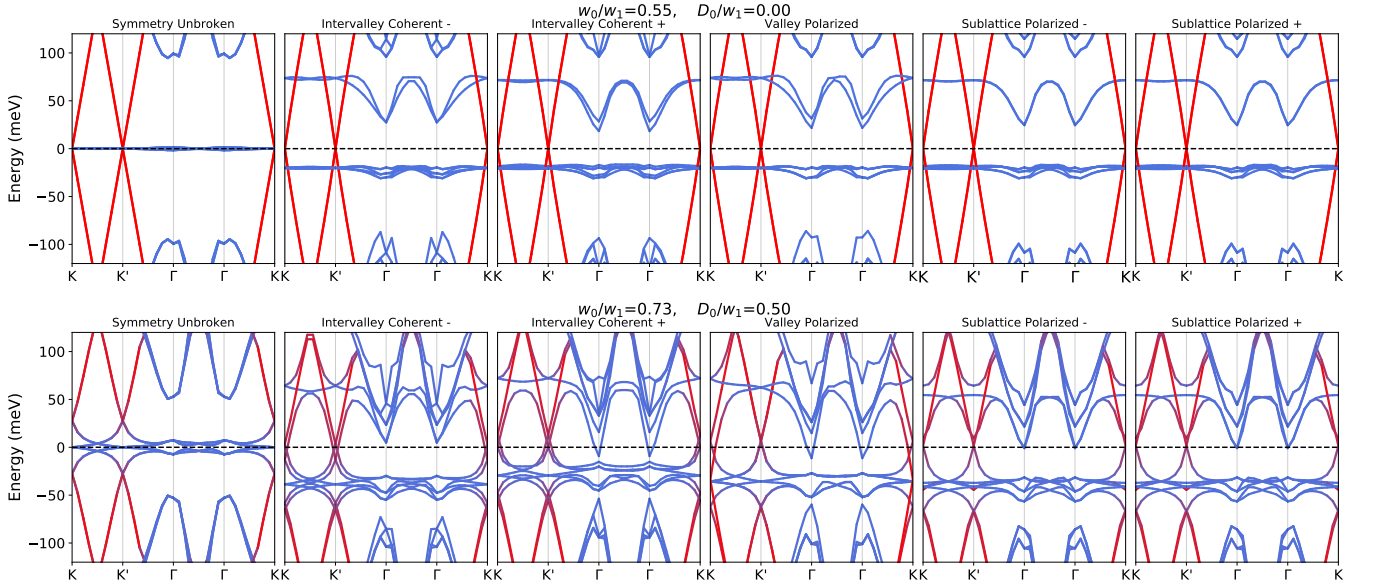 w₀/w₁=0.55, D₀/w₁=0.00
Symmetry Unbroken
Intervalley Coherent -
Intervalley Coherent +
Valley Polarized
Sublattice Polarized -
Sublattice Polarized +
Energy (meV)
100
50
0
−50
−100
K K' Γ Γ K
K K' Γ Γ K
K K' Γ Γ K
K K' Γ Γ K
K K' Γ Γ K
K K' Γ Γ K
w₀/w₁=0.73, D₀/w₁=0.50
Symmetry Unbroken
Intervalley Coherent -
Intervalley Coherent +
Valley Polarized
Sublattice Polarized -
Sublattice Polarized +
Energy (meV)
100
50
0
−50
−100
K K' Γ Γ K
K K' Γ Γ K
K K' Γ Γ K
K K' Γ Γ K
K K' Γ Γ K
K K' Γ Γ K